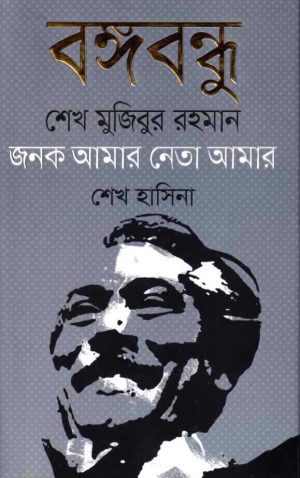 বঙ্গবন্ধু
শেখ মুজিবুর রহমান
জনক আমার নেতা আমার
শেখ হাসিনা